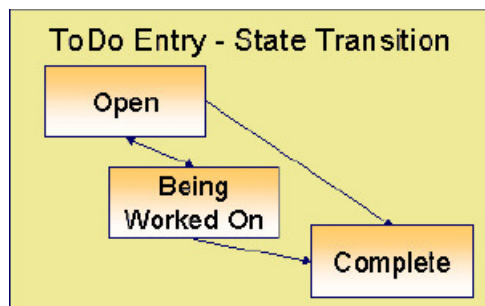 ToDo Entry - State Transition
Open
Being
Worked On
Complete